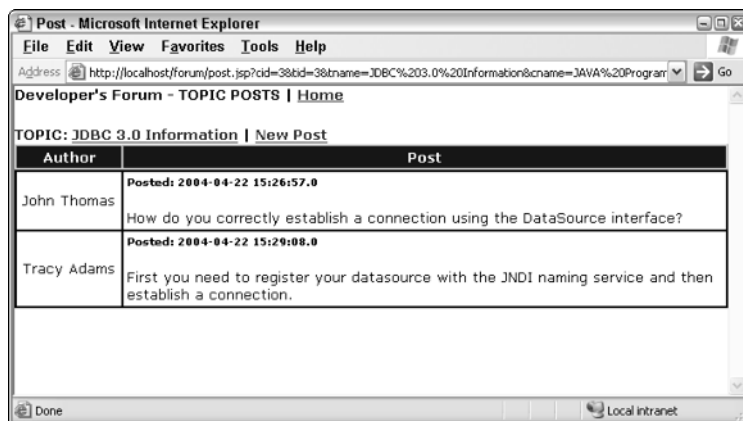 Post - Microsoft Internet Explorer
File Edit View Favorites Tools Help
Address http://localhost/forum/post.jsp?cid=3&tid=3&tname=JDBC%203.0%20Information&cname=JAVA%20Program Go
Developer's Forum - TOPIC POSTS | Home
TOPIC: JDBC 3.0 Information | New Post
Author Post
Posted: 2004-04-22 15:26:57.0
John Thomas
How do you correctly establish a connection using the DataSource interface?
Posted: 2004-04-22 15:29:08.0
Tracy Adams
First you need to register your datasource with the JNDI naming service and then
establish a connection.
Done Local intranet